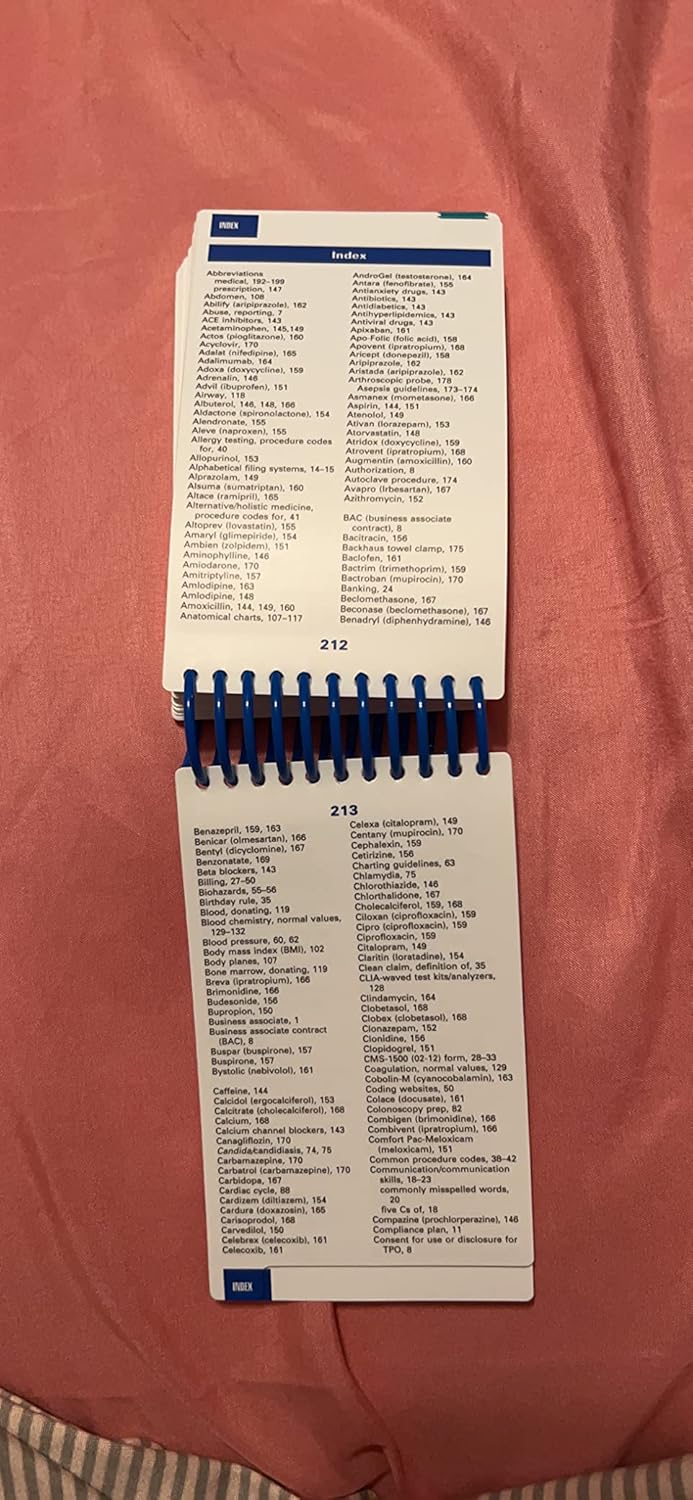 INDEX
Index
Abbreviations
medical, 192–199
prescription, 147
Abdomen, 108
Abilify (aripiprazole), 162
Abuse, reporting, 7
ACE inhibitors, 143
Acetaminophen, 145,149
Actos (pioglitazone), 160
Acyclovir, 170
Adalat (nifedipine), 165
Adalimumab, 164
Adoxa (doxycycline), 159
Adrenalin, 146
Advil (ibuprofen), 151
Airway, 118
Albuterol, 146, 148, 166
Aldactone (spironolactone), 154
Alendronate, 155
Aleve (naproxen), 155
Allergy testing, procedure codes
for, 40
Allopurinol, 153
Alphabetical filing systems, 14–15
Alprazolam, 149
Alsuma (sumatriptan), 160
Altace (ramipril), 165
Alternative/holistic medicine,
procedure codes for, 41
Altoprev (lovastatin), 155
Amaryl (glimepiride), 154
Ambien (zolpidem), 151
Aminophylline, 146
Amiodarone, 170
Amitriptyline, 157
Amlodipine, 163
Amlodipine, 148
Amoxicillin, 144, 149, 160
Anatomical charts, 107–117
AndroGel (testosterone), 164
Antara (fenofibrate), 155
Antianxiety drugs, 143
Antibiotics, 143
Antidiabetics, 143
Antihyperlipidemics, 143
Antiviral drugs, 143
Apixaban, 161
Apo-Folic (folic acid), 158
Apovent (ipratropium), 168
Aricept (donepezil), 158
Aripiprazole, 162
Aristada (aripiprazole), 162
Arthroscopic probe, 178
Asepsis guidelines, 173–174
Asmanex (mometasone), 166
Aspirin, 144, 151
Atenolol, 149
Ativan (lorazepam), 153
Atorvastatin, 148
Atridox (doxycycline), 159
Atrovent (ipratropium), 168
Augmentin (amoxicillin), 160
Authorization, 8
Autoclave procedure, 174
Avapro (Irbesartan), 167
Azithromycin, 152
BAC (business associate
contract), 8
Bacitracin, 156
Backhaus towel clamp, 175
Baclofen, 161
Bactrim (trimethoprim), 159
Bactroban (mupirocin), 170
Banking, 24
Beclomethasone, 167
Beconase (beclomethasone), 167
Benadryl (diphenhydramine), 146
212
213
Benazepril, 159, 163
Benicar (olmesartan), 166
Bentyl (dicyclomine), 167
Benzonatate, 169
Beta blockers, 143
Billing, 27–50
Biohazards, 55–56
Birthday rule, 35
Blood, donating, 119
Blood chemistry, normal values,
129–132
Blood pressure, 60, 62
Body mass index (BMI), 102
Body planes, 107
Bone marrow, donating, 119
Breva (ipratropium), 166
Brimonidine, 166
Budesonide, 156
Bupropion, 150
Business associate, 1
Business associate contract
(BAC), 8
Buspar (buspirone), 157
Buspirone, 157
Bystolic (nebivolol), 161
Caffeine, 144
Calcidol (ergocalciferol), 153
Calcitrate (cholecalciferol), 168
Calcium, 168
Calcium channel blockers, 143
Canagliflozin, 170
Candida/candidiasis, 74, 75
Carbamazepine, 170
Carbatrol (carbamazepine), 170
Carbidopa, 167
Cardiac cycle, 88
Cardizem (diltiazem), 154
Cardura (doxazosin), 165
Carisoprodol, 168
Carvedilol, 150
Celebrex (celecoxib), 161
Celecoxib, 161
Celexa (citalopram), 149
Centany (mupirocin), 170
Cephalexin, 159
Cetirizine, 156
Charting guidelines, 63
Chlamydia, 75
Chlorothiazide, 146
Chlorthalidone, 167
Cholecalciferol, 159, 168
Ciloxan (ciprofloxacin), 159
Cipro (ciprofloxacin), 159
Ciprofloxacin, 159
Citalopram, 149
Claritin (loratadine), 154
Clean claim, definition of, 35
CLIA-waved test kits/analyzers,
128
Clindamycin, 164
Clobetasol, 168
Clobex (clobetasol), 168
Clonazepam, 152
Clonidine, 156
Clopidogrel, 151
CMS-1500 (02-12) form, 28–33
Coagulation, normal values, 129
Cobolin-M (cyanocobalamin), 163
Coding websites, 50
Colace (docusate), 161
Colonoscopy prep, 82
Combigen (brimonidine), 166
Combivent (ipratropium), 166
Comfort Pac-Meloxicam
(meloxicam), 151
Common procedure codes, 38–42
Communication/communication
skills, 18–23
commonly misspelled words,
20
five Cs of, 18
Compazine (prochlorperazine), 146
Compliance plan, 11
Consent for use or disclosure for
TPO, 8
INDEX